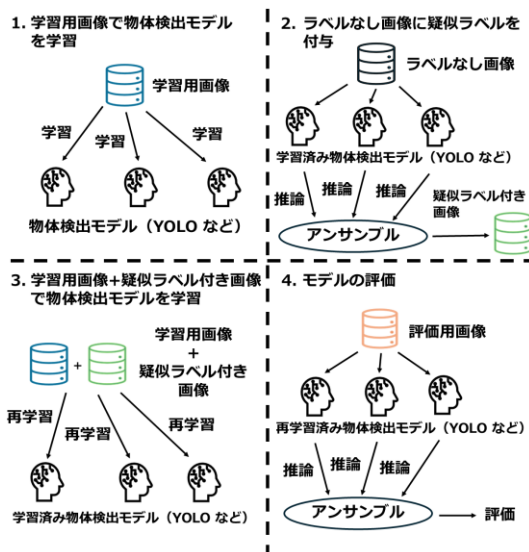 1. 学習用画像で物体検出モデル
を学習
学習用画像
学習
学習
学習
物体検出モデル（YOLO など）
2. ラベルなし画像に疑似ラベルを
付与
ラベルなし画像
学習済み物体検出モデル（YOLO など）
推論
推論
推論
疑似ラベル付き
画像
アンサンブル
3. 学習用画像+疑似ラベル付き画像
で物体検出モデルを学習
学習用画像
+
疑似ラベル付き
画像
+
再学習
再学習
再学習
学習済み物体検出モデル（YOLO など）
4. モデルの評価
評価用画像
再学習済み物体検出モデル（YOLO など）
推論
推論
推論
アンサンブル
評価